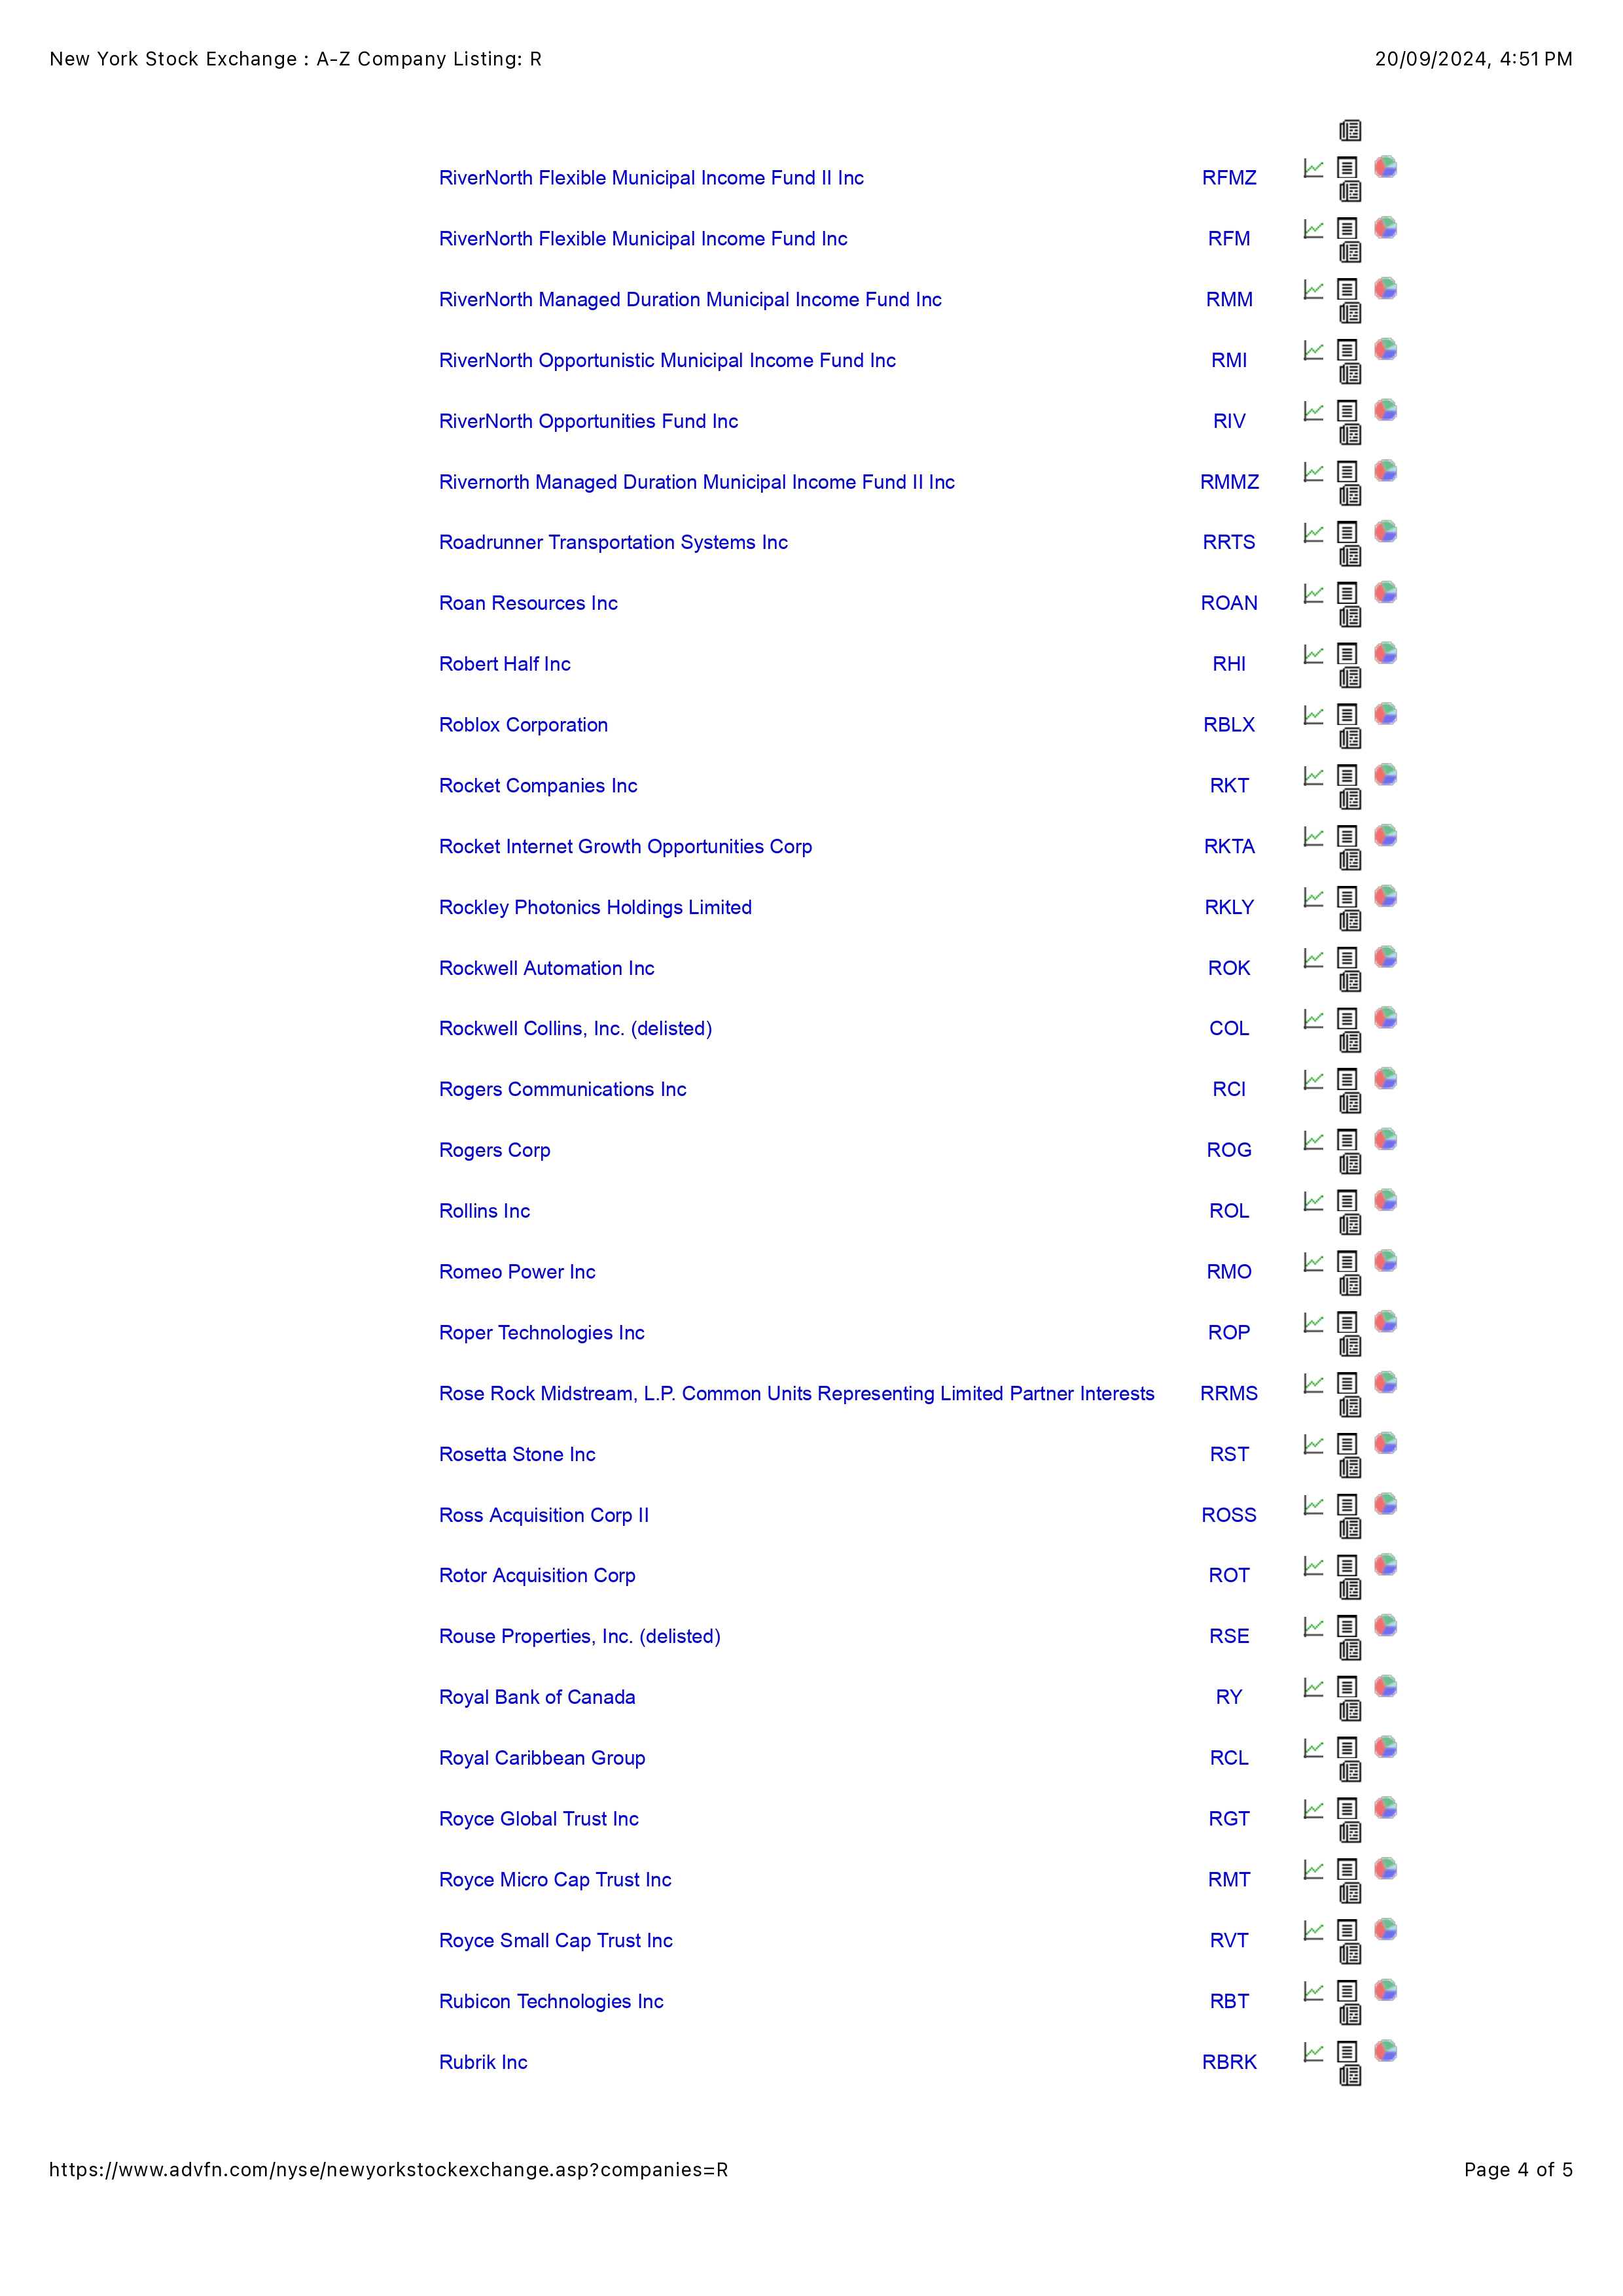 New York Stock Exchange : A-Z Company Listing: R 20/09/2024, 4:51 PM
RiverNorth Flexible Municipal Income Fund II Inc RFMZ
RiverNorth Flexible Municipal Income Fund Inc RFM
RiverNorth Managed Duration Municipal Income Fund Inc RMM
RiverNorth Opportunistic Municipal Income Fund Inc RMI
RiverNorth Opportunities Fund Inc RIV
Rivernorth Managed Duration Municipal Income Fund II Inc RMMZ
Roadrunner Transportation Systems Inc RRTS
Roan Resources Inc ROAN
Robert Half Inc RHI
Roblox Corporation RBLX
Rocket Companies Inc RKT
Rocket Internet Growth Opportunities Corp RKTA
Rockley Photonics Holdings Limited RKLY
Rockwell Automation Inc ROK
Rockwell Collins, Inc. (delisted) COL
Rogers Communications Inc RCI
Rogers Corp ROG
Rollins Inc ROL
Romeo Power Inc RMO
Roper Technologies Inc ROP
Rose Rock Midstream, L.P. Common Units Representing Limited Partner Interests RRMS
Rosetta Stone Inc RST
Ross Acquisition Corp II ROSS
Rotor Acquisition Corp ROT
Rouse Properties, Inc. (delisted) RSE
Royal Bank of Canada RY
Royal Caribbean Group RCL
Royce Global Trust Inc RGT
Royce Micro Cap Trust Inc RMT
Royce Small Cap Trust Inc RVT
Rubicon Technologies Inc RBT
Rubrik Inc RBRK
https://www.advfn.com/nyse/newyorkstockexchange.asp?companies=R Page 4 of 5